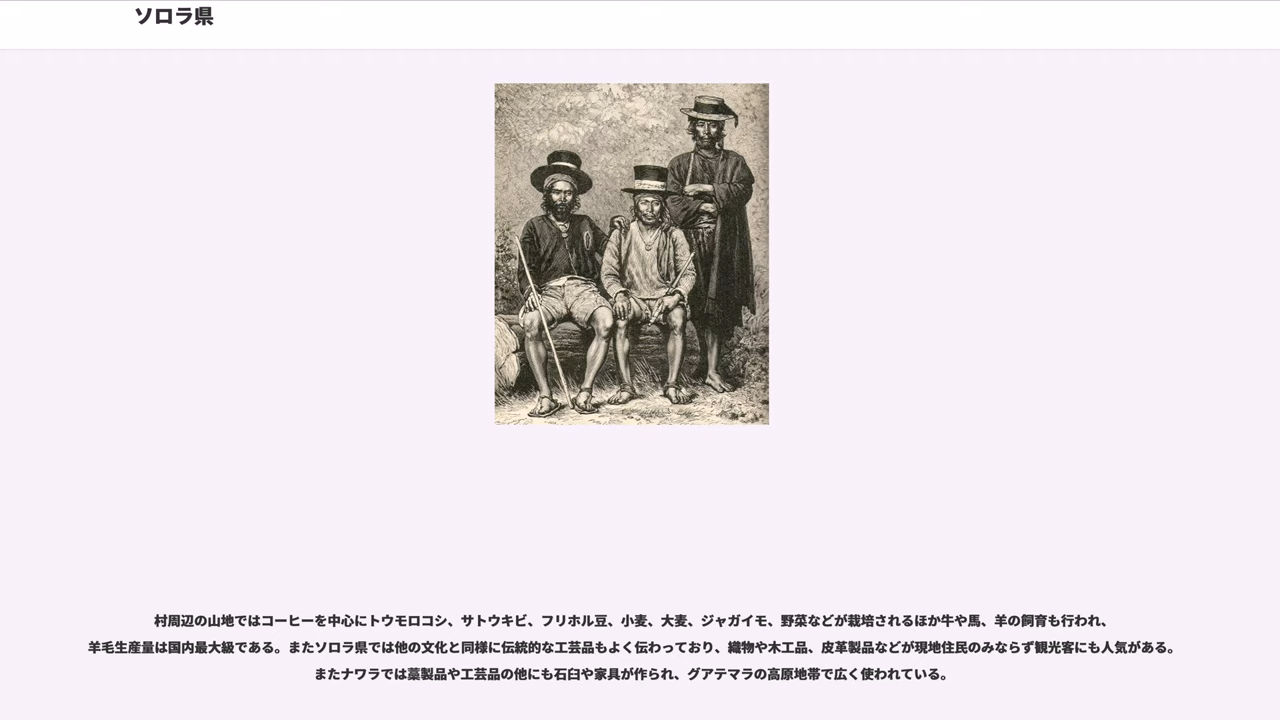 ソロラ県
村周辺の山地ではコーヒーを中心にトウモロコシ、サトウキビ、フリホル豆、小麦、大麦、ジャガイモ、野菜などが栽培されるほか牛や馬、羊の飼育も行われ、
羊毛生産量は国内最大級である。またソロラ県では他の文化と同様に伝統的な工芸品もよく伝わっており、織物や木工品、皮革製品などが現地住民のみならず観光客にも人気がある。
またナワラでは藁製品や工芸品の他にも石臼や家具が作られ、グアテマラの高原地帯で広く使われている。